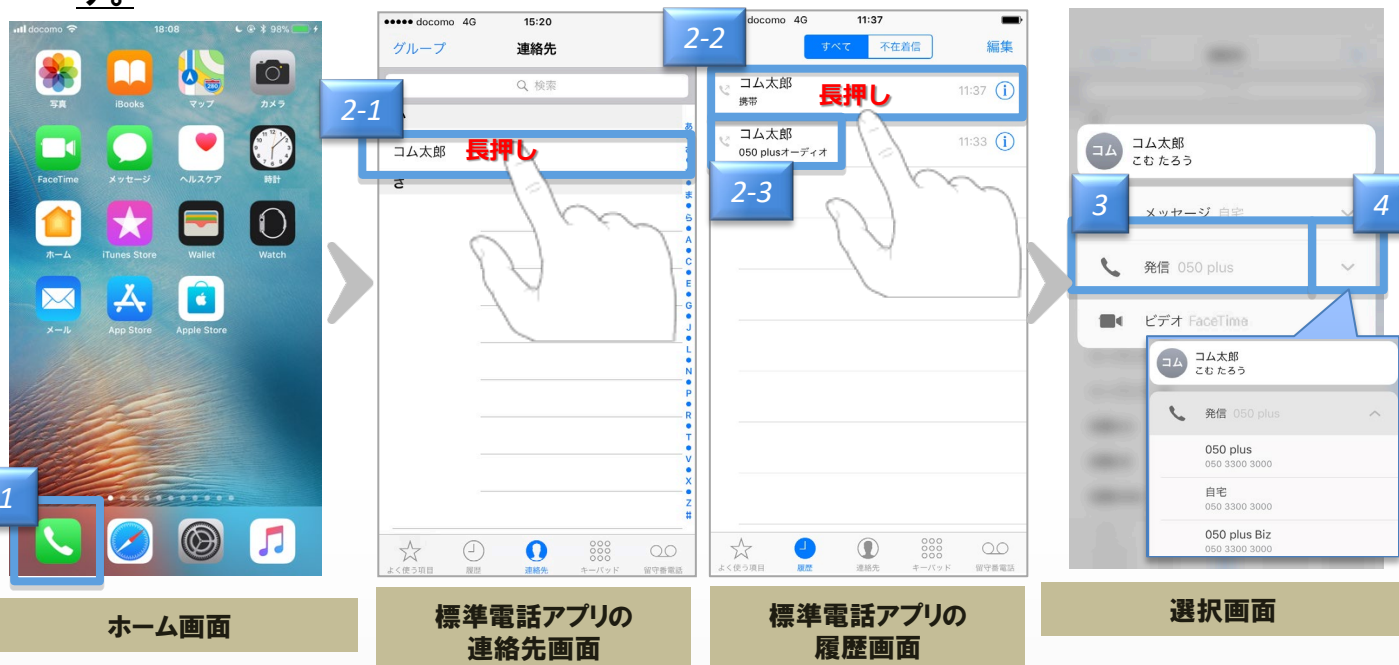 す。
docomo 18:08 98%
写真 iBooks マップ カメラ
FaceTime メッセージ ヘルスケア 時計
ホーム iTunes Store Wallet Watch
メール App Store Apple Store
1
ホーム画面
docomo 4G 15:20
グループ 連絡先
検索
2-1
コム太郎 長押し
さ
あ
ま
ら
A
C
E
G
J
L
N
P
R
T
V
X
Z
#
よく使う項目 履歴 連絡先 キーパッド 留守番電話
標準電話アプリの
連絡先画面
docomo 4G 11:37
2-2
すべて 不在着信 編集
コム太郎 11:37
携帯
長押し
コム太郎 11:33
050 plusオーディオ
2-3
よく使う項目 履歴 連絡先 キーパッド 留守番電話
標準電話アプリの
履歴画面
コム コム太郎
こむ たろう
3
4
メッセージ 自宅
発信 050 plus
ビデオ FaceTime
コム コム太郎
こむ たろう
発信 050 plus
050 plus
050 3300 3000
自宅
050 3300 3000
050 plus Biz
050 3300 3000
選択画面